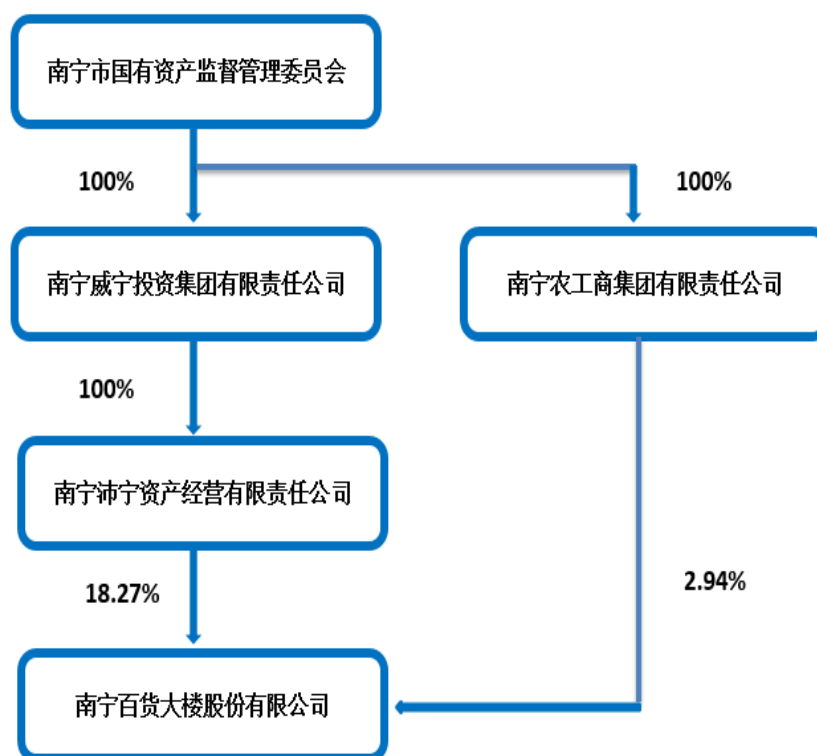 南宁市国有资产监督管理委员会
100%
100%
南宁威宁投资集团有限责任公司
南宁农工商集团有限责任公司
100%
南宁沛宁资产经营有限责任公司
18.27%
2.94%
南宁百货大楼股份有限公司